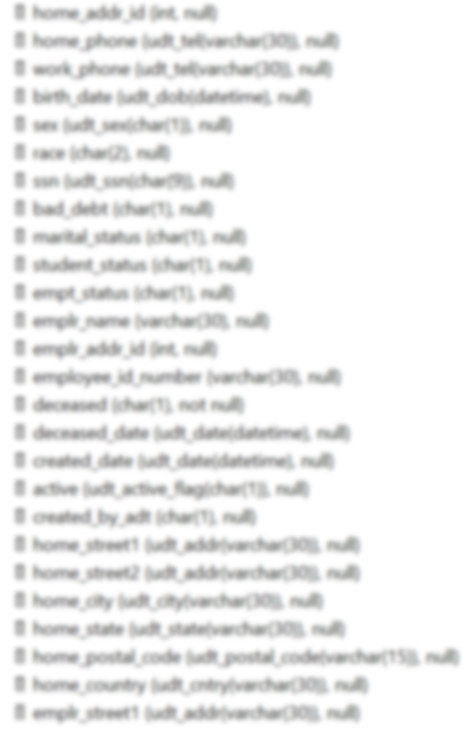 home_addr_id (int, null)
home_phone (udt_tel(varchar(30)), null)
work_phone (udt_tel(varchar(30)), null)
birth_date (udt_dob(datetime), null)
sex (udt_sex(char(1)), null)
race (char(2), null)
ssn (udt_ssn(char(9)), null)
bad_debt (char(1), null)
marital_status (char(1), null)
student_status (char(1), null)
empt_status (char(1), null)
emplr_name (varchar(30), null)
emplr_addr_id (int, null)
employee_id_number (varchar(30), null)
deceased (char(1), not null)
deceased_date (udt_date(datetime), null)
created_date (udt_date(datetime), null)
active (udt_active_flag(char(1)), null)
created_by_adt (char(1), null)
home_street1 (udt_addr(varchar(30)), null)
home_street2 (udt_addr(varchar(30)), null)
home_city (udt_city(varchar(30)), null)
home_state (udt_state(varchar(30)), null)
home_postal_code (udt_postal_code(varchar(15)), null)
home_country (udt_cntry(varchar(30)), null)
emplr_street1 (udt_addr(varchar(30)), null)